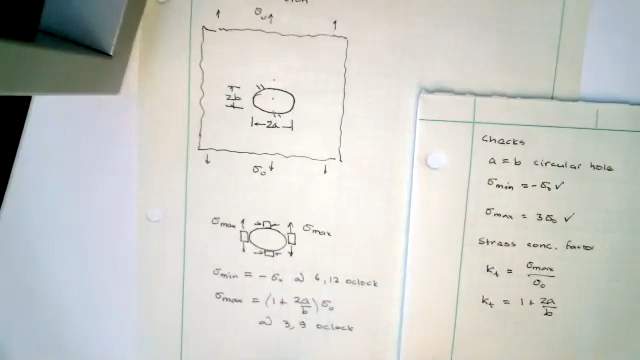 σ₀
2b
2a
σ₀
σmax σmax
σmin = -σ₀ @ 6, 12 oclock
σmax = (1 + 2a/b) σ₀
@ 3, 9 oclock
Checks
a = b circular hole
σmin = -σ₀ ✓
σmax = 3σ₀ ✓
Stress conc. factor
Kt = σmax/σ₀
Kt = 1 + 2a/b